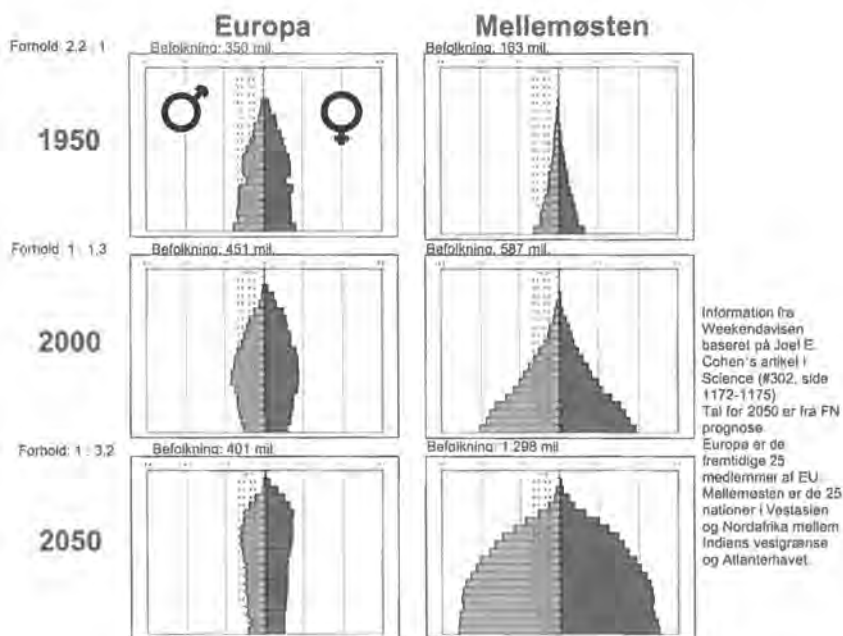 Europa
Mellemøsten
Forhold 2.2 : 1
Befolkning: 350 mil.
Befolkning: 163 mil.
1950
Forhold 1 : 1.3
Befolkning: 451 mil.
Befolkning: 587 mil.
2000
Forhold: 1 : 3.2
Befolkning: 401 mil.
Befolkning: 1.298 mil
2050
Information fra
Weekendavisen
baseret på Joel E.
Cohen's artikel i
Science (#302, side
1172-1175)
Tal for 2050 er fra FN
prognose
Europa er de
fremtidige 25
medlemmer af EU.
Mellemøsten er de 25
nationer i Vestasien
og Nordafrika mellem
Indiens vestgrænse
og Atlanterhavet